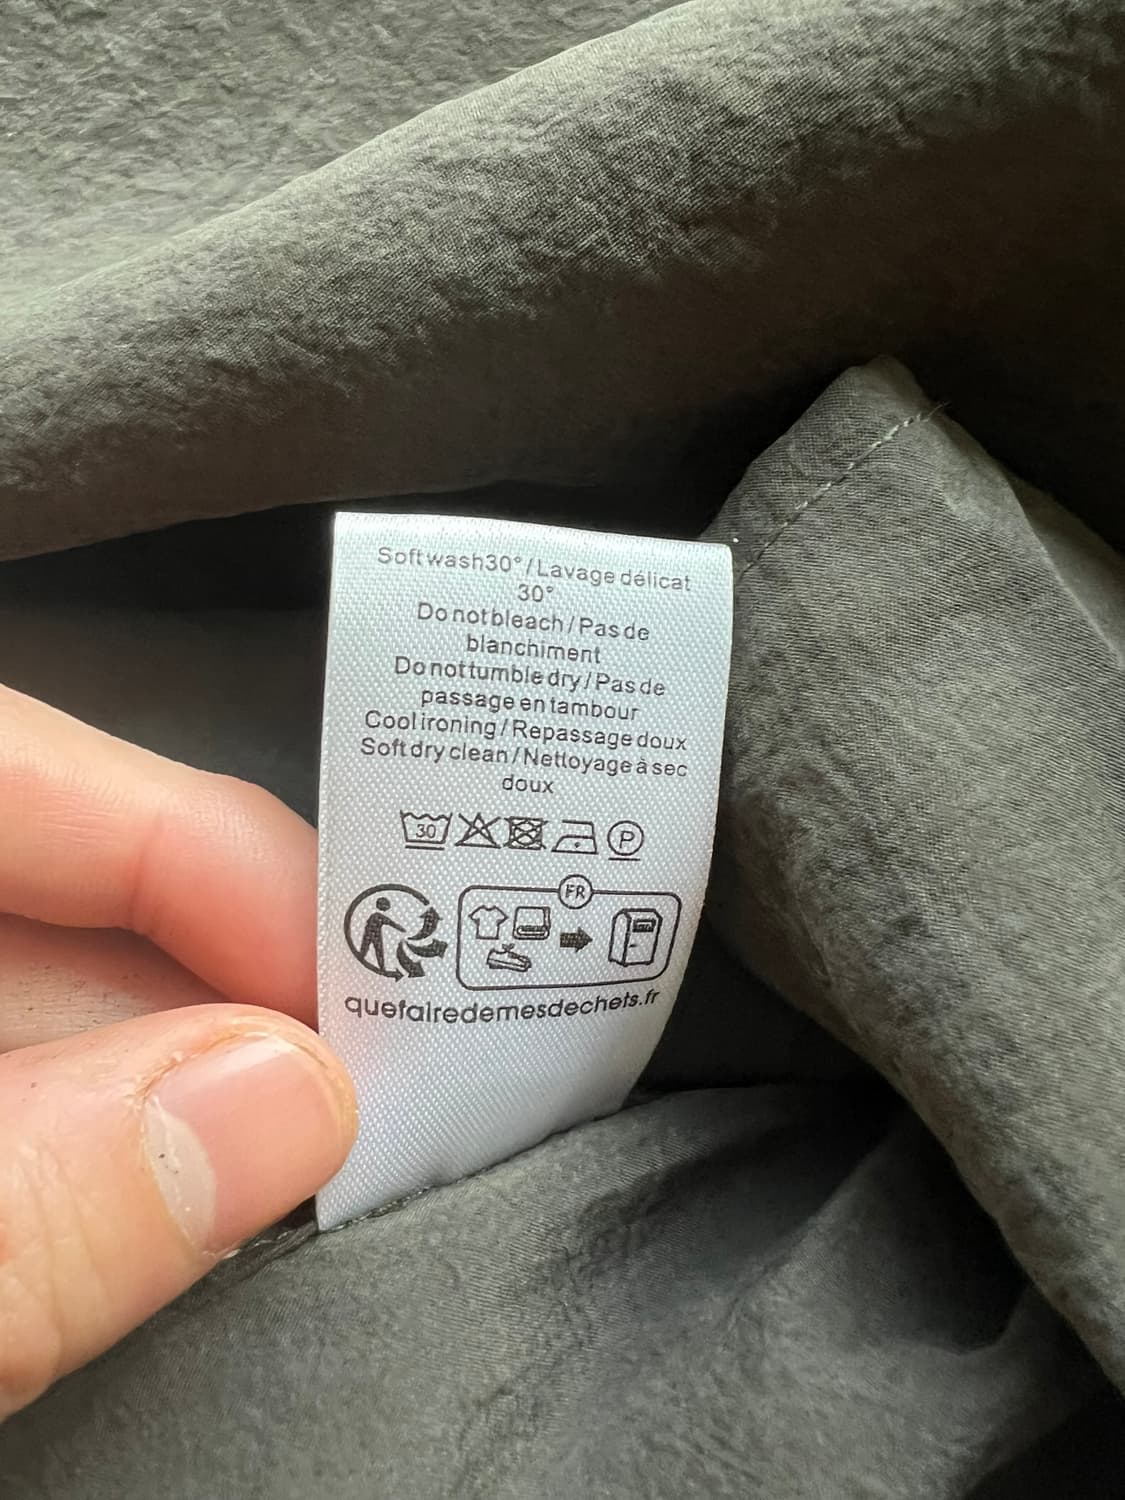 Soft wash30°/Lavage délicat
30°
Do not bleach/Pas de
blanchiment
Do not tumble dry/Pas de
passage en tambour
Cool ironing/Repassage doux
Soft dry clean/Nettoyage à sec
doux
30 P
FR
quefairedemesdechets.fr